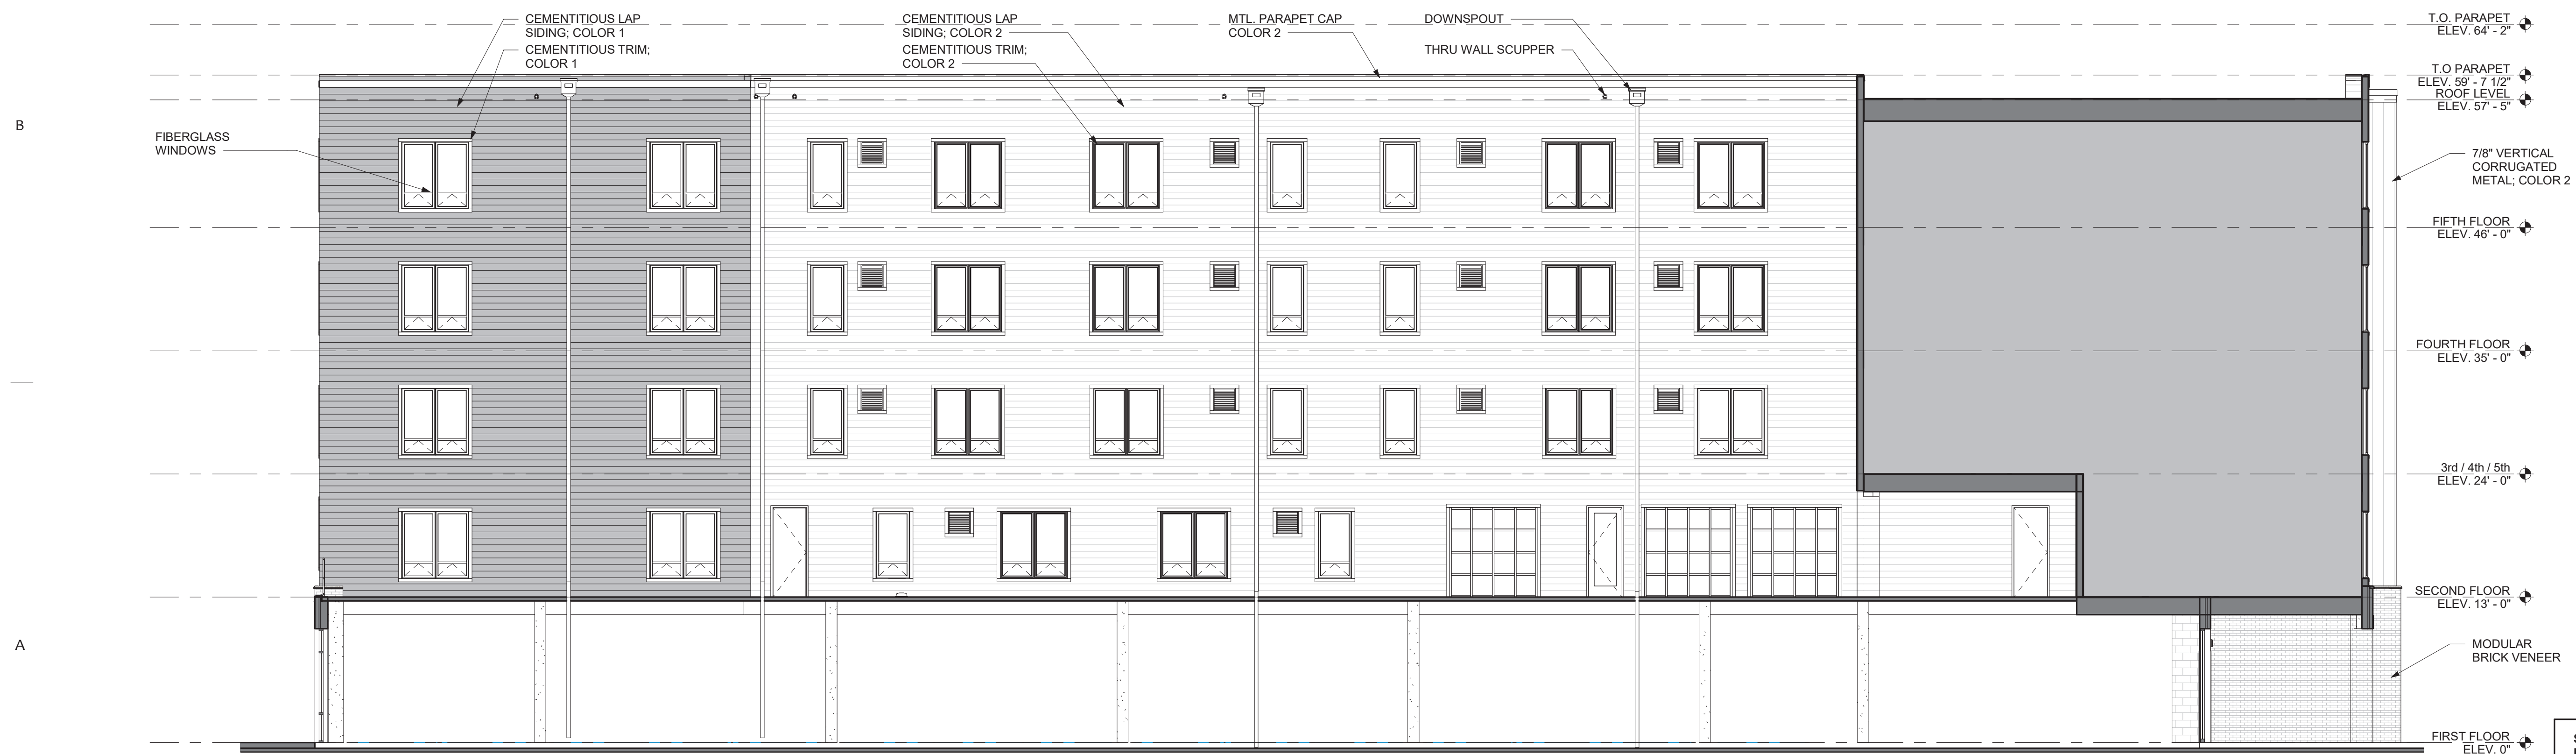 CEMENTITIOUS LAP
SIDING; COLOR 1
CEMENTITIOUS TRIM;
COLOR 1
CEMENTITIOUS LAP
SIDING; COLOR 2
CEMENTITIOUS TRIM;
COLOR 2
MTL. PARAPET CAP
COLOR 2
DOWNSPOUT
THRU WALL SCUPPER
T.O. PARAPET
ELEV. 64' - 2"
T.O PARAPET
ELEV. 59' - 7 1/2"
ROOF LEVEL
ELEV. 57' - 5"
B
FIBERGLASS
WINDOWS
7/8" VERTICAL
CORRUGATED
METAL; COLOR 2
FIFTH FLOOR
ELEV. 46' - 0"
FOURTH FLOOR
ELEV. 35' - 0"
3rd / 4th / 5th
ELEV. 24' - 0"
SECOND FLOOR
ELEV. 13' - 0"
A
MODULAR
BRICK VENEER
FIRST FLOOR
ELEV. 0"